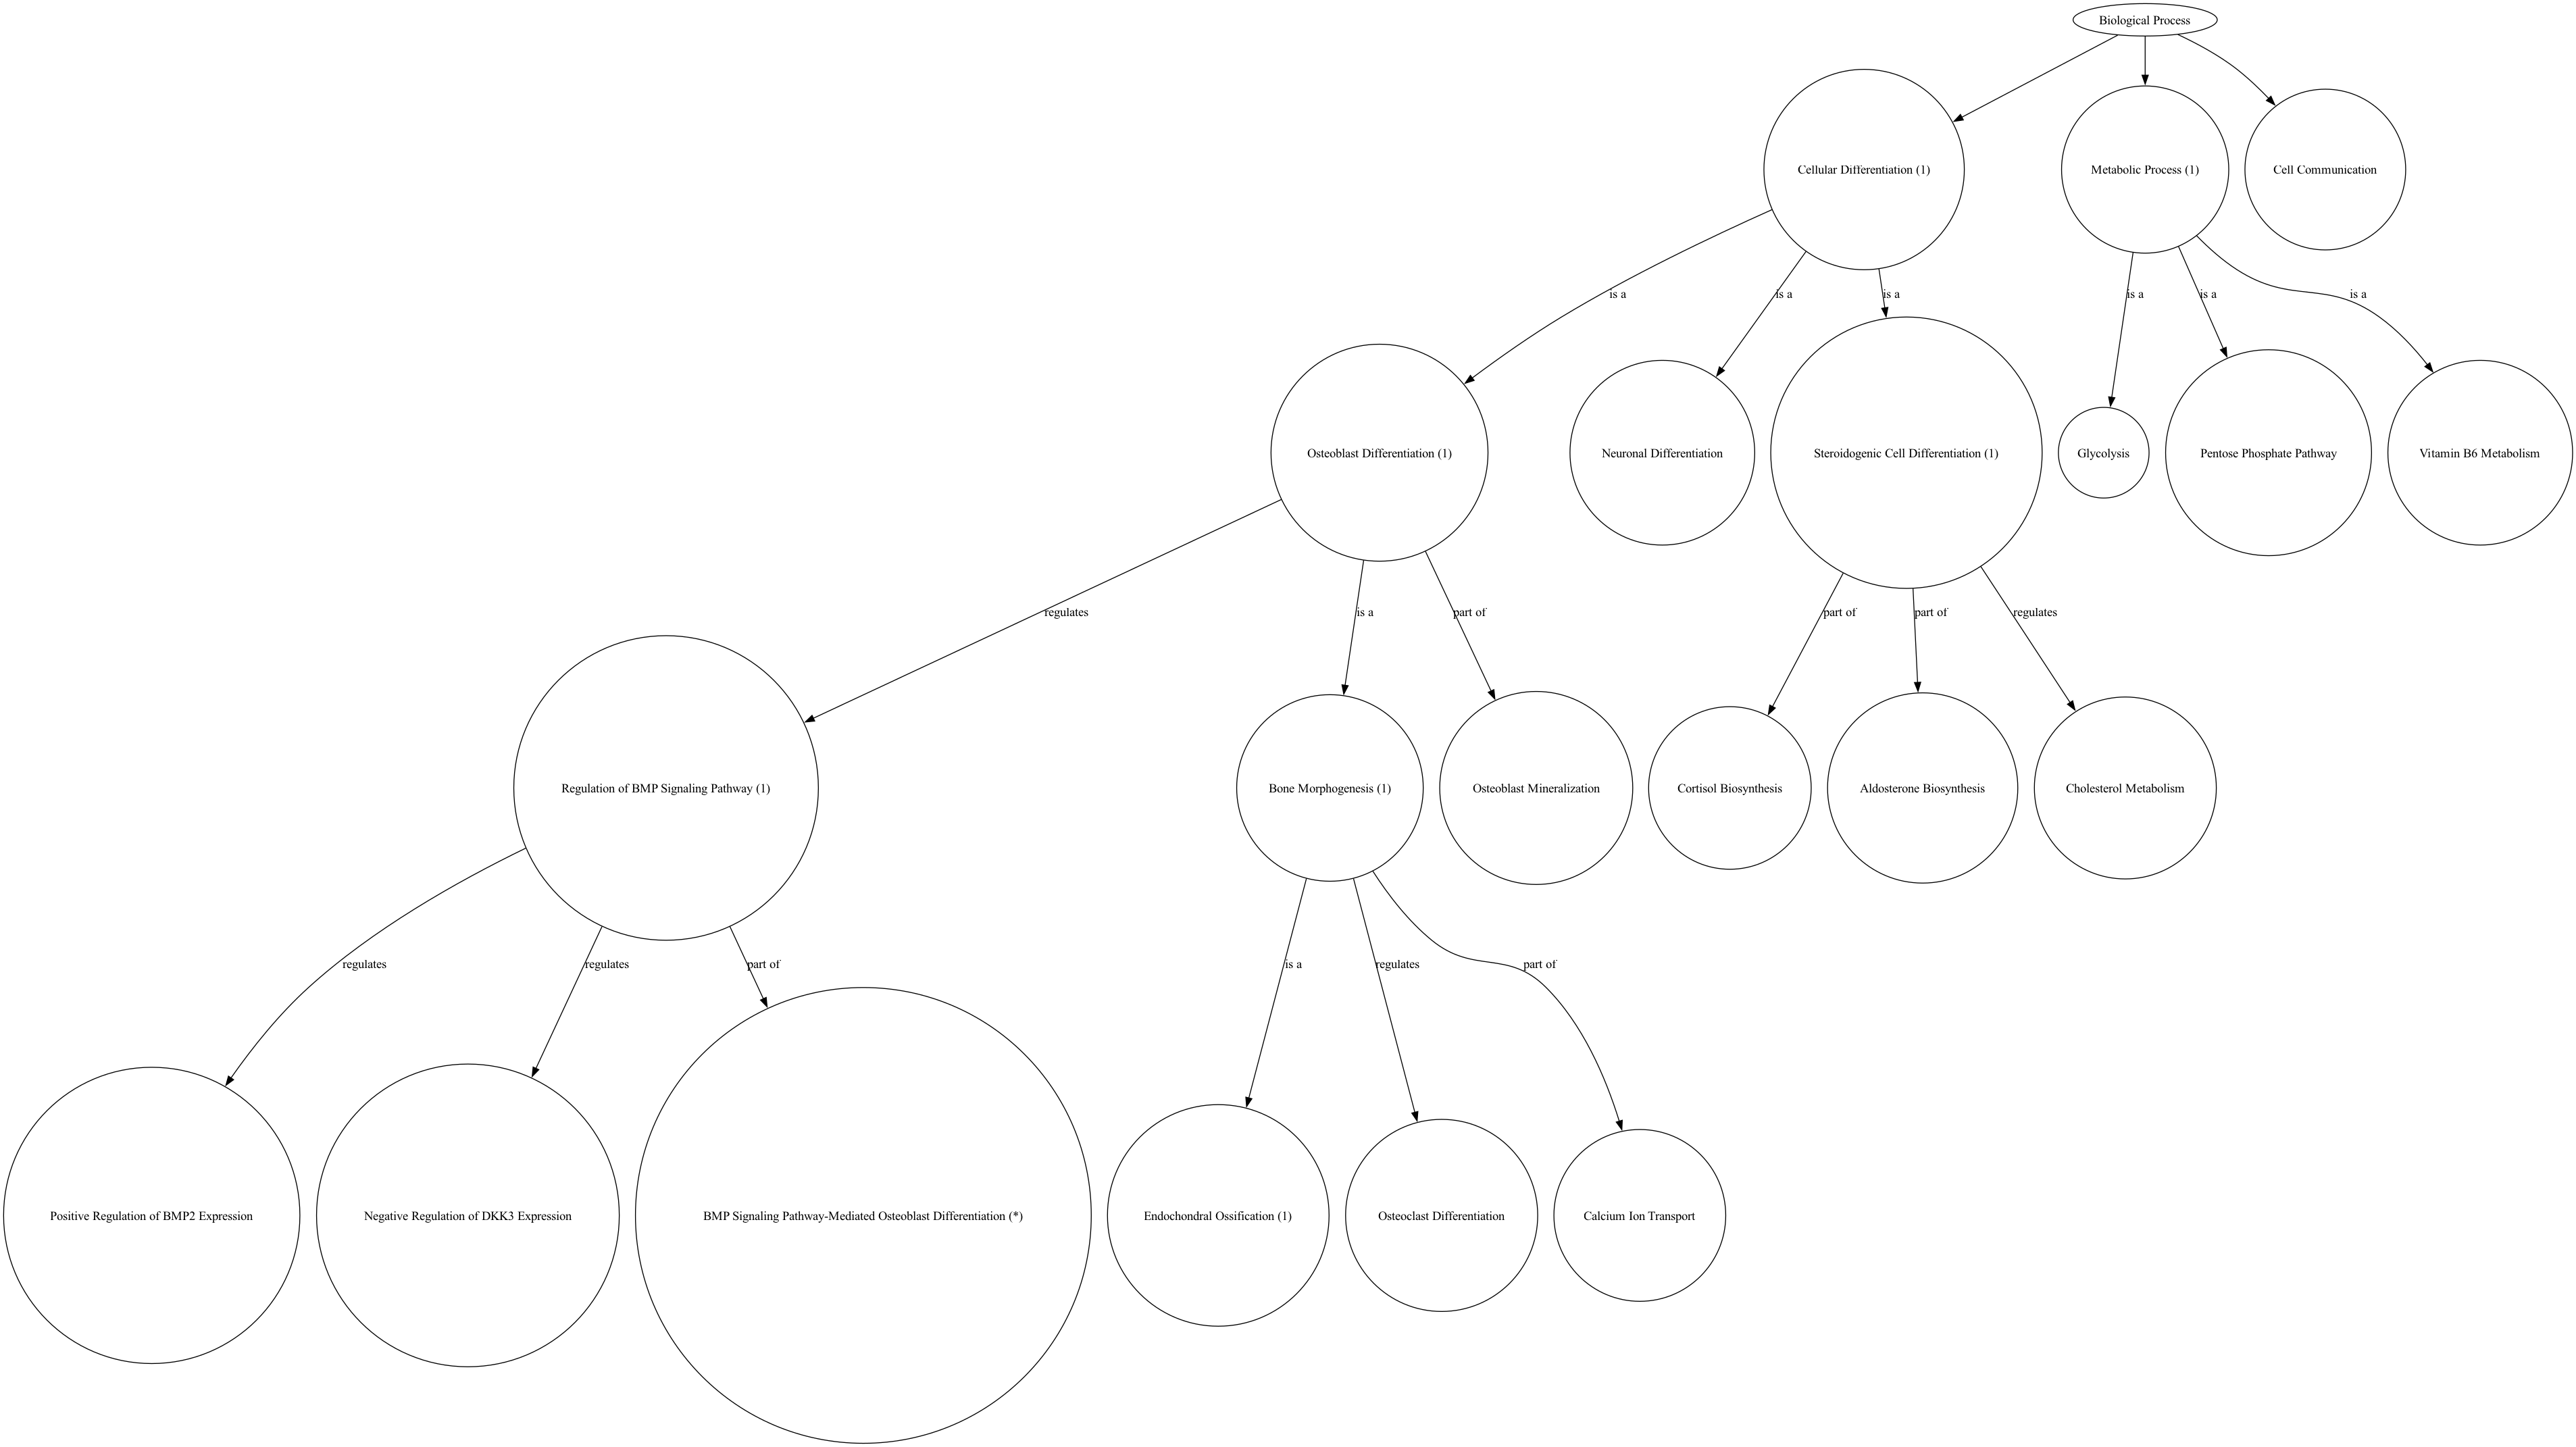 Biological Process
Cellular Differentiation (1)
Metabolic Process (1)
Cell Communication
is a
is a
is a
is a
is a
is a
Osteoblast Differentiation (1)
Neuronal Differentiation
Steroidogenic Cell Differentiation (1)
Glycolysis
Pentose Phosphate Pathway
Vitamin B6 Metabolism
regulates
is a
part of
part of
part of
regulates
Regulation of BMP Signaling Pathway (1)
Bone Morphogenesis (1)
Osteoblast Mineralization
Cortisol Biosynthesis
Aldosterone Biosynthesis
Cholesterol Metabolism
regulates
regulates
part of
is a
regulates
part of
Positive Regulation of BMP2 Expression
Negative Regulation of DKK3 Expression
BMP Signaling Pathway-Mediated Osteoblast Differentiation (*)
Endochondral Ossification (1)
Osteoclast Differentiation
Calcium Ion Transport